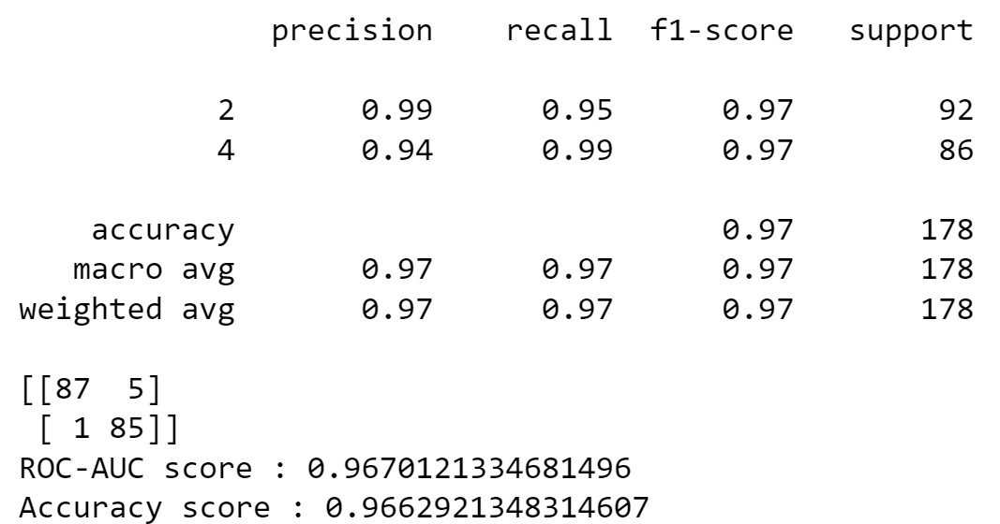 precision recall f1-score support
2 0.99 0.95 0.97 92
4 0.94 0.99 0.97 86
accuracy 0.97 178
macro avg 0.97 0.97 0.97 178
weighted avg 0.97 0.97 0.97 178
[[87 5]
[ 1 85]]
ROC-AUC score : 0.9670121334681496
Accuracy score : 0.9662921348314607